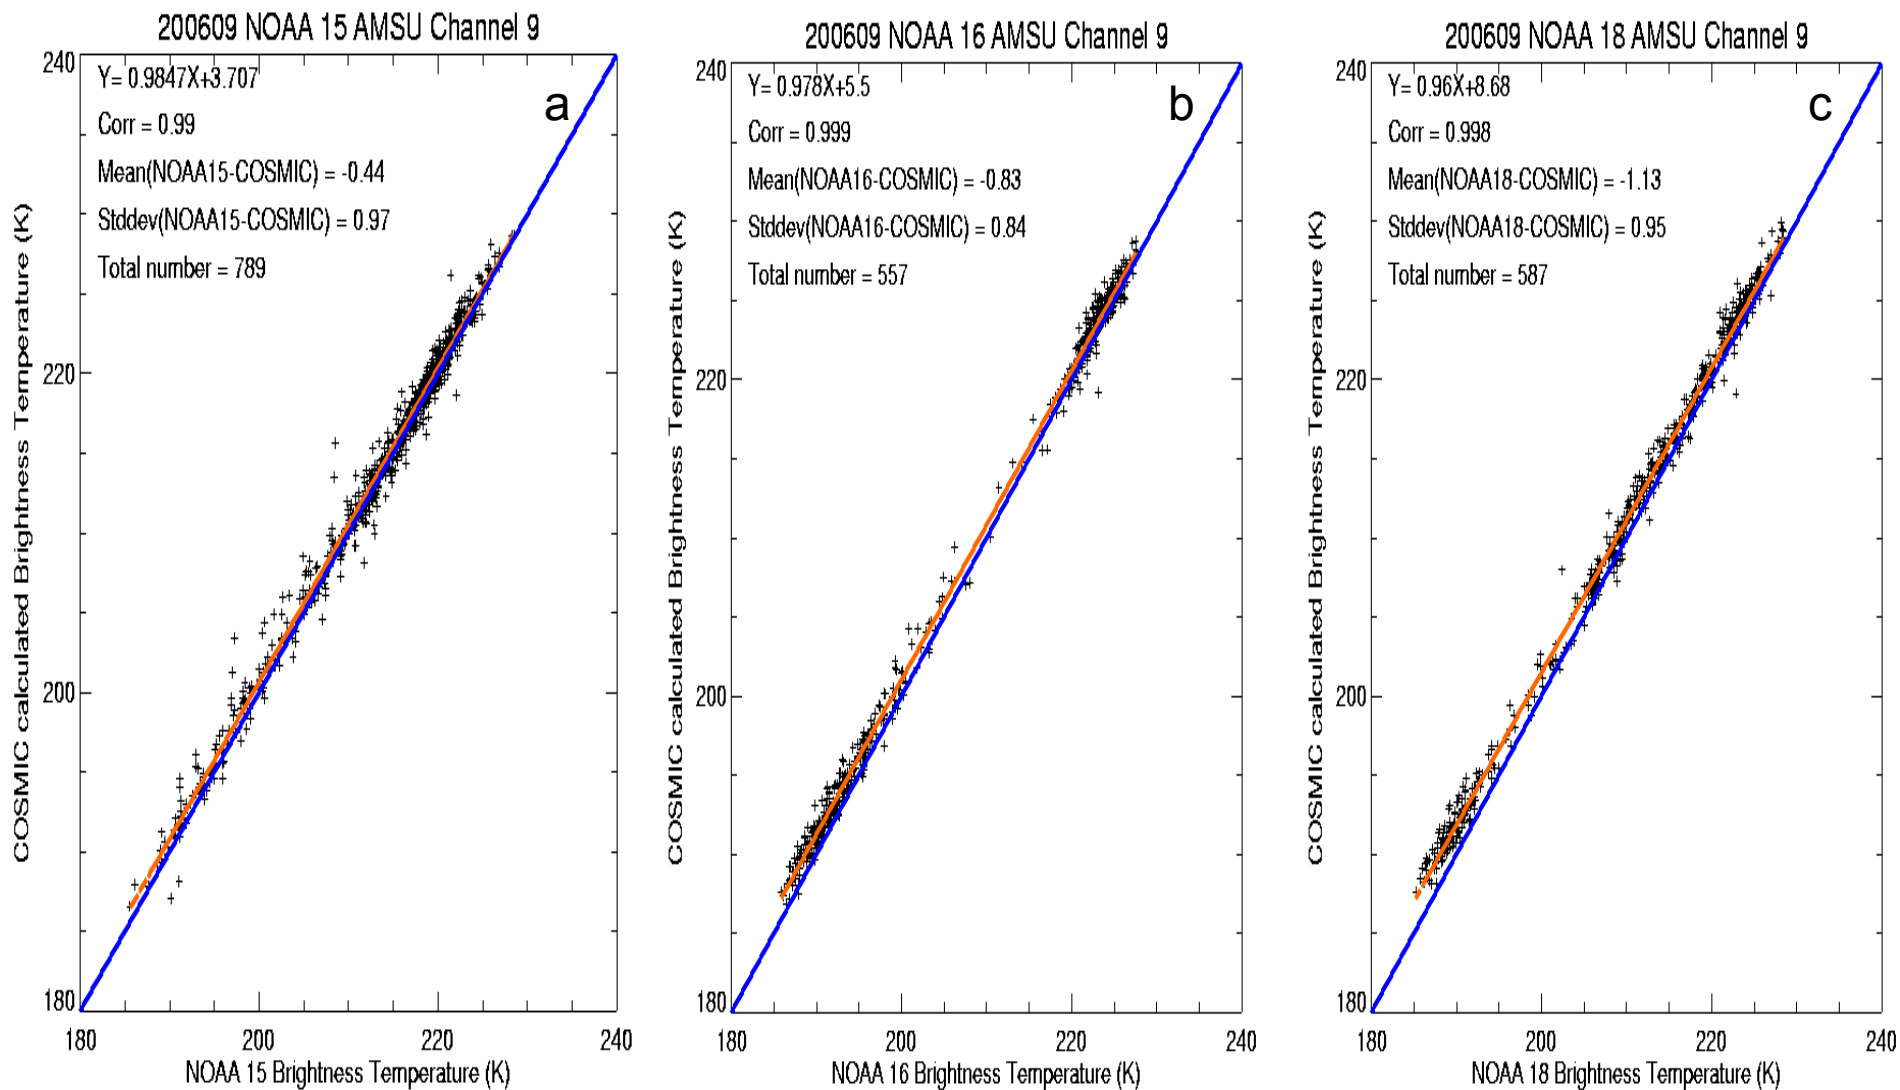 200609 NOAA 15 AMSU Channel 9
a
Y= 0.9847X+3.707
Corr = 0.99
Mean(NOAA15-COSMIC) = -0.44
Stddev(NOAA15-COSMIC) = 0.97
Total number = 789
COSMIC calculated Brightness Temperature (K)
240
220
200
180
180 200 220 240
NOAA 15 Brightness Temperature (K)
200609 NOAA 16 AMSU Channel 9
b
Y= 0.978X+5.5
Corr = 0.999
Mean(NOAA16-COSMIC) = -0.83
Stddev(NOAA16-COSMIC) = 0.84
Total number = 557
COSMIC calculated Brightness Temperature (K)
240
220
200
180
180 200 220 240
NOAA 16 Brightness Temperature (K)
200609 NOAA 18 AMSU Channel 9
c
Y= 0.96X+8.68
Corr = 0.998
Mean(NOAA18-COSMIC) = -1.13
Stddev(NOAA18-COSMIC) = 0.95
Total number = 587
COSMIC calculated Brightness Temperature (K)
240
220
200
180
180 200 220 240
NOAA 18 Brightness Temperature (K)